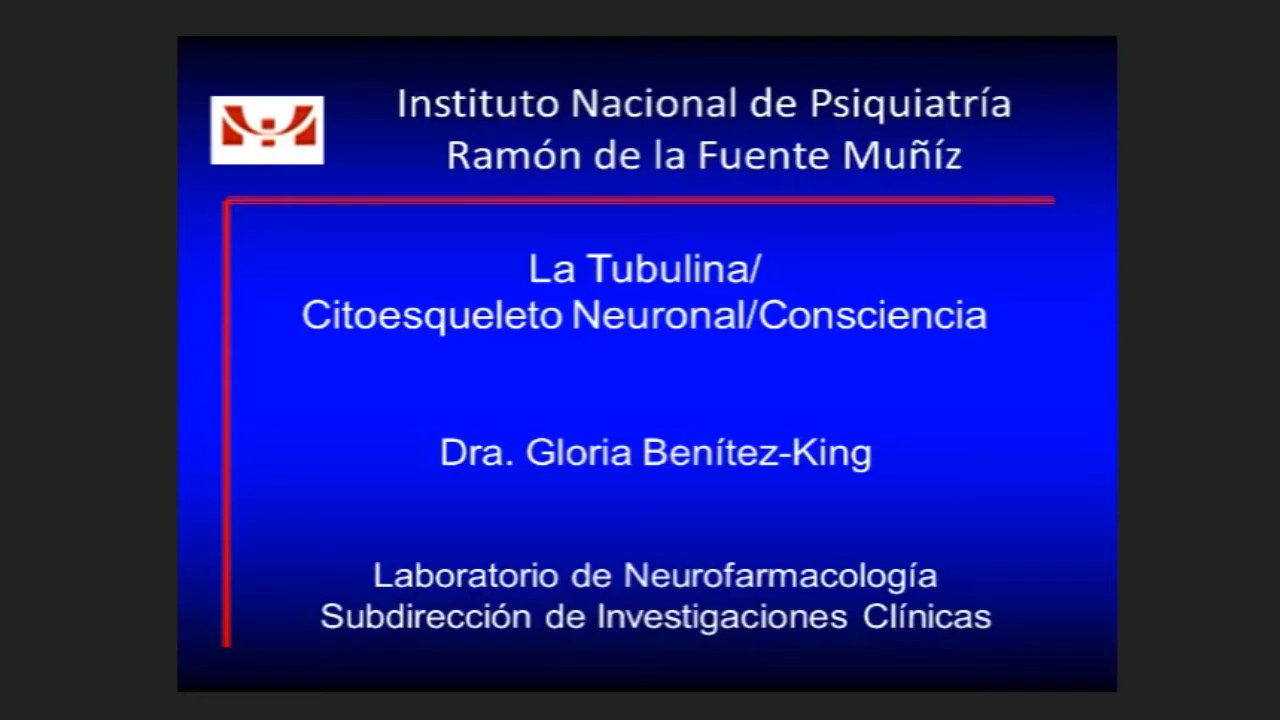 Instituto Nacional de Psiquiatría
Ramón de la Fuente Muñíz
La Tubulina/
Citoesqueleto Neuronal/Consciencia
Dra. Gloria Benítez-King
Laboratorio de Neurofarmacología
Subdirección de Investigaciones Clínicas